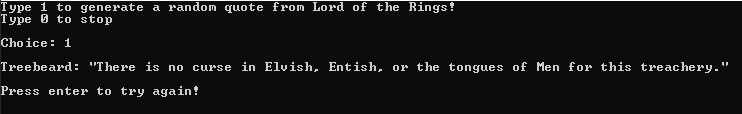 Type 1 to generate a random quote from Lord of the Rings!
Type 0 to stop
Choice: 1
Treebeard: "There is no curse in Elvish, Entish, or the tongues of Men for this treachery."
Press enter to try again!